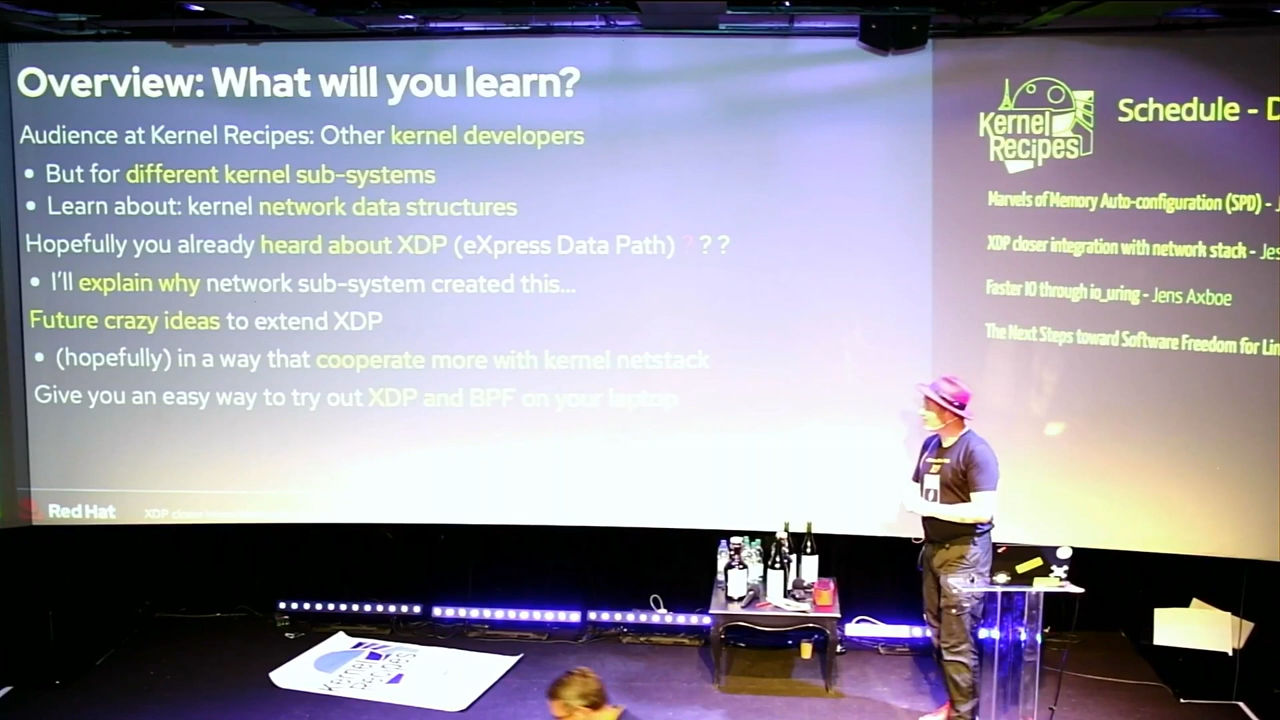 Overview: What will you learn?
Audience at Kernel Recipes: Other kernel developers
• But for different kernel sub-systems
• Learn about: kernel network data structures
Hopefully you already heard about XDP (eXpress Data Path) ? ? ?
• I'll explain why network sub-system created this...
Future crazy ideas to extend XDP
• (hopefully) in a way that cooperate more with kernel netstack
Give you an easy way to try out XDP and BPF on your laptop
Red Hat
XDP closer
Kernel
Recipes
Schedule - D
Marvels of Memory Auto-configuration (SPD) - J
XDP closer integration with network stack - Jes
Faster IO through io_uring - Jens Axboe
The Next Steps toward Software Freedom for Lin
Kernel
Recipes